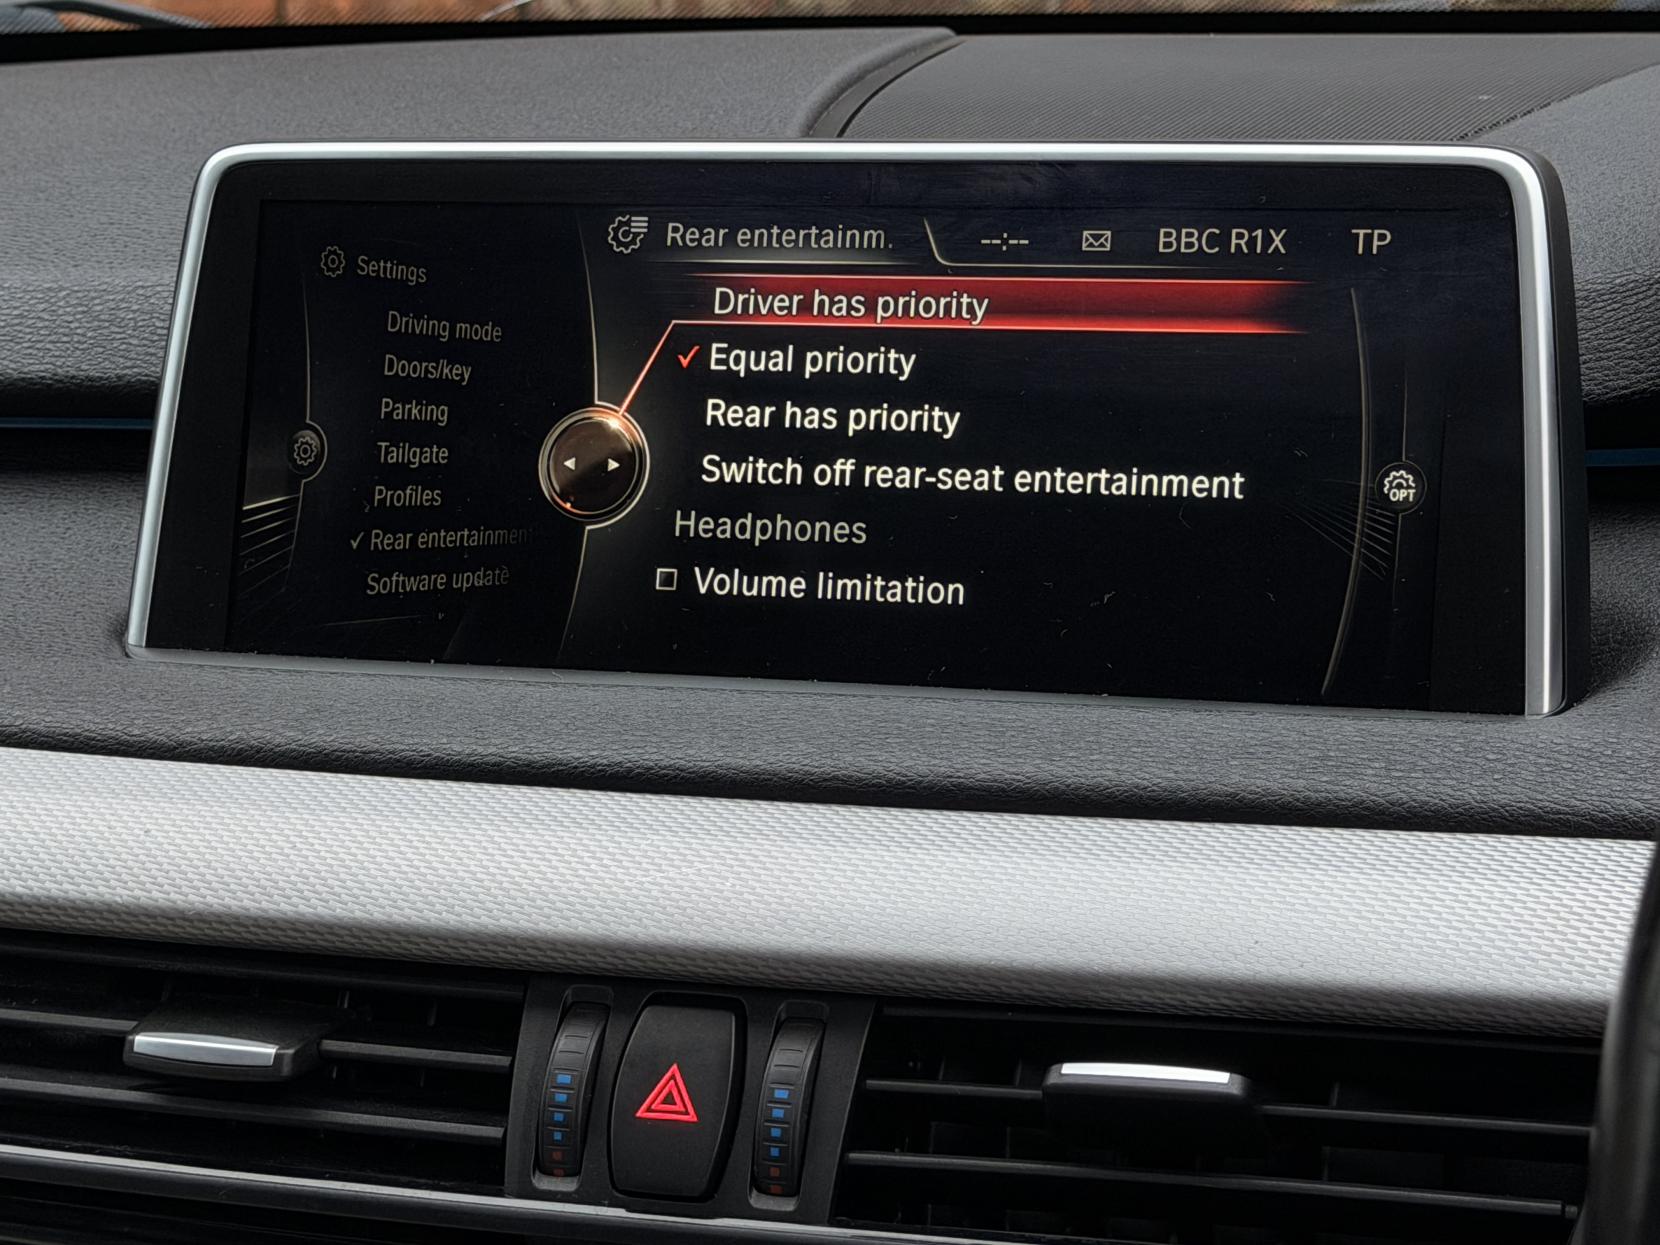 Settings
Driving mode
Doors/key
Parking
Tailgate
Profiles
✓ Rear entertainmen
Software update
Rear entertainm.
--:--
BBC R1X
TP
Driver has priority
✓ Equal priority
Rear has priority
Switch off rear-seat entertainment
Headphones
Volume limitation
OPT